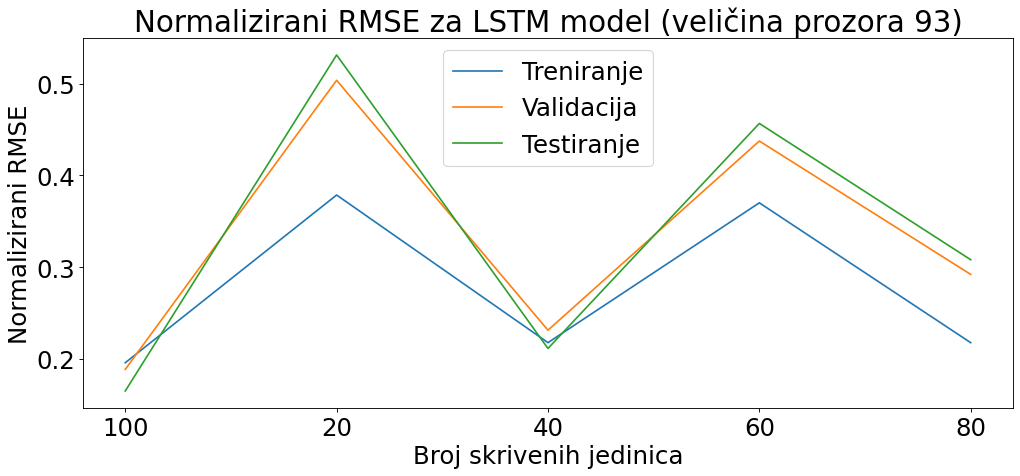 Normalizirani RMSE za LSTM model (veličina prozora 93)
Treniranje
Validacija
Testiranje
Normalizirani RMSE
0.5
0.4
0.3
0.2
100 20 40 60 80
Broj skrivenih jedinica